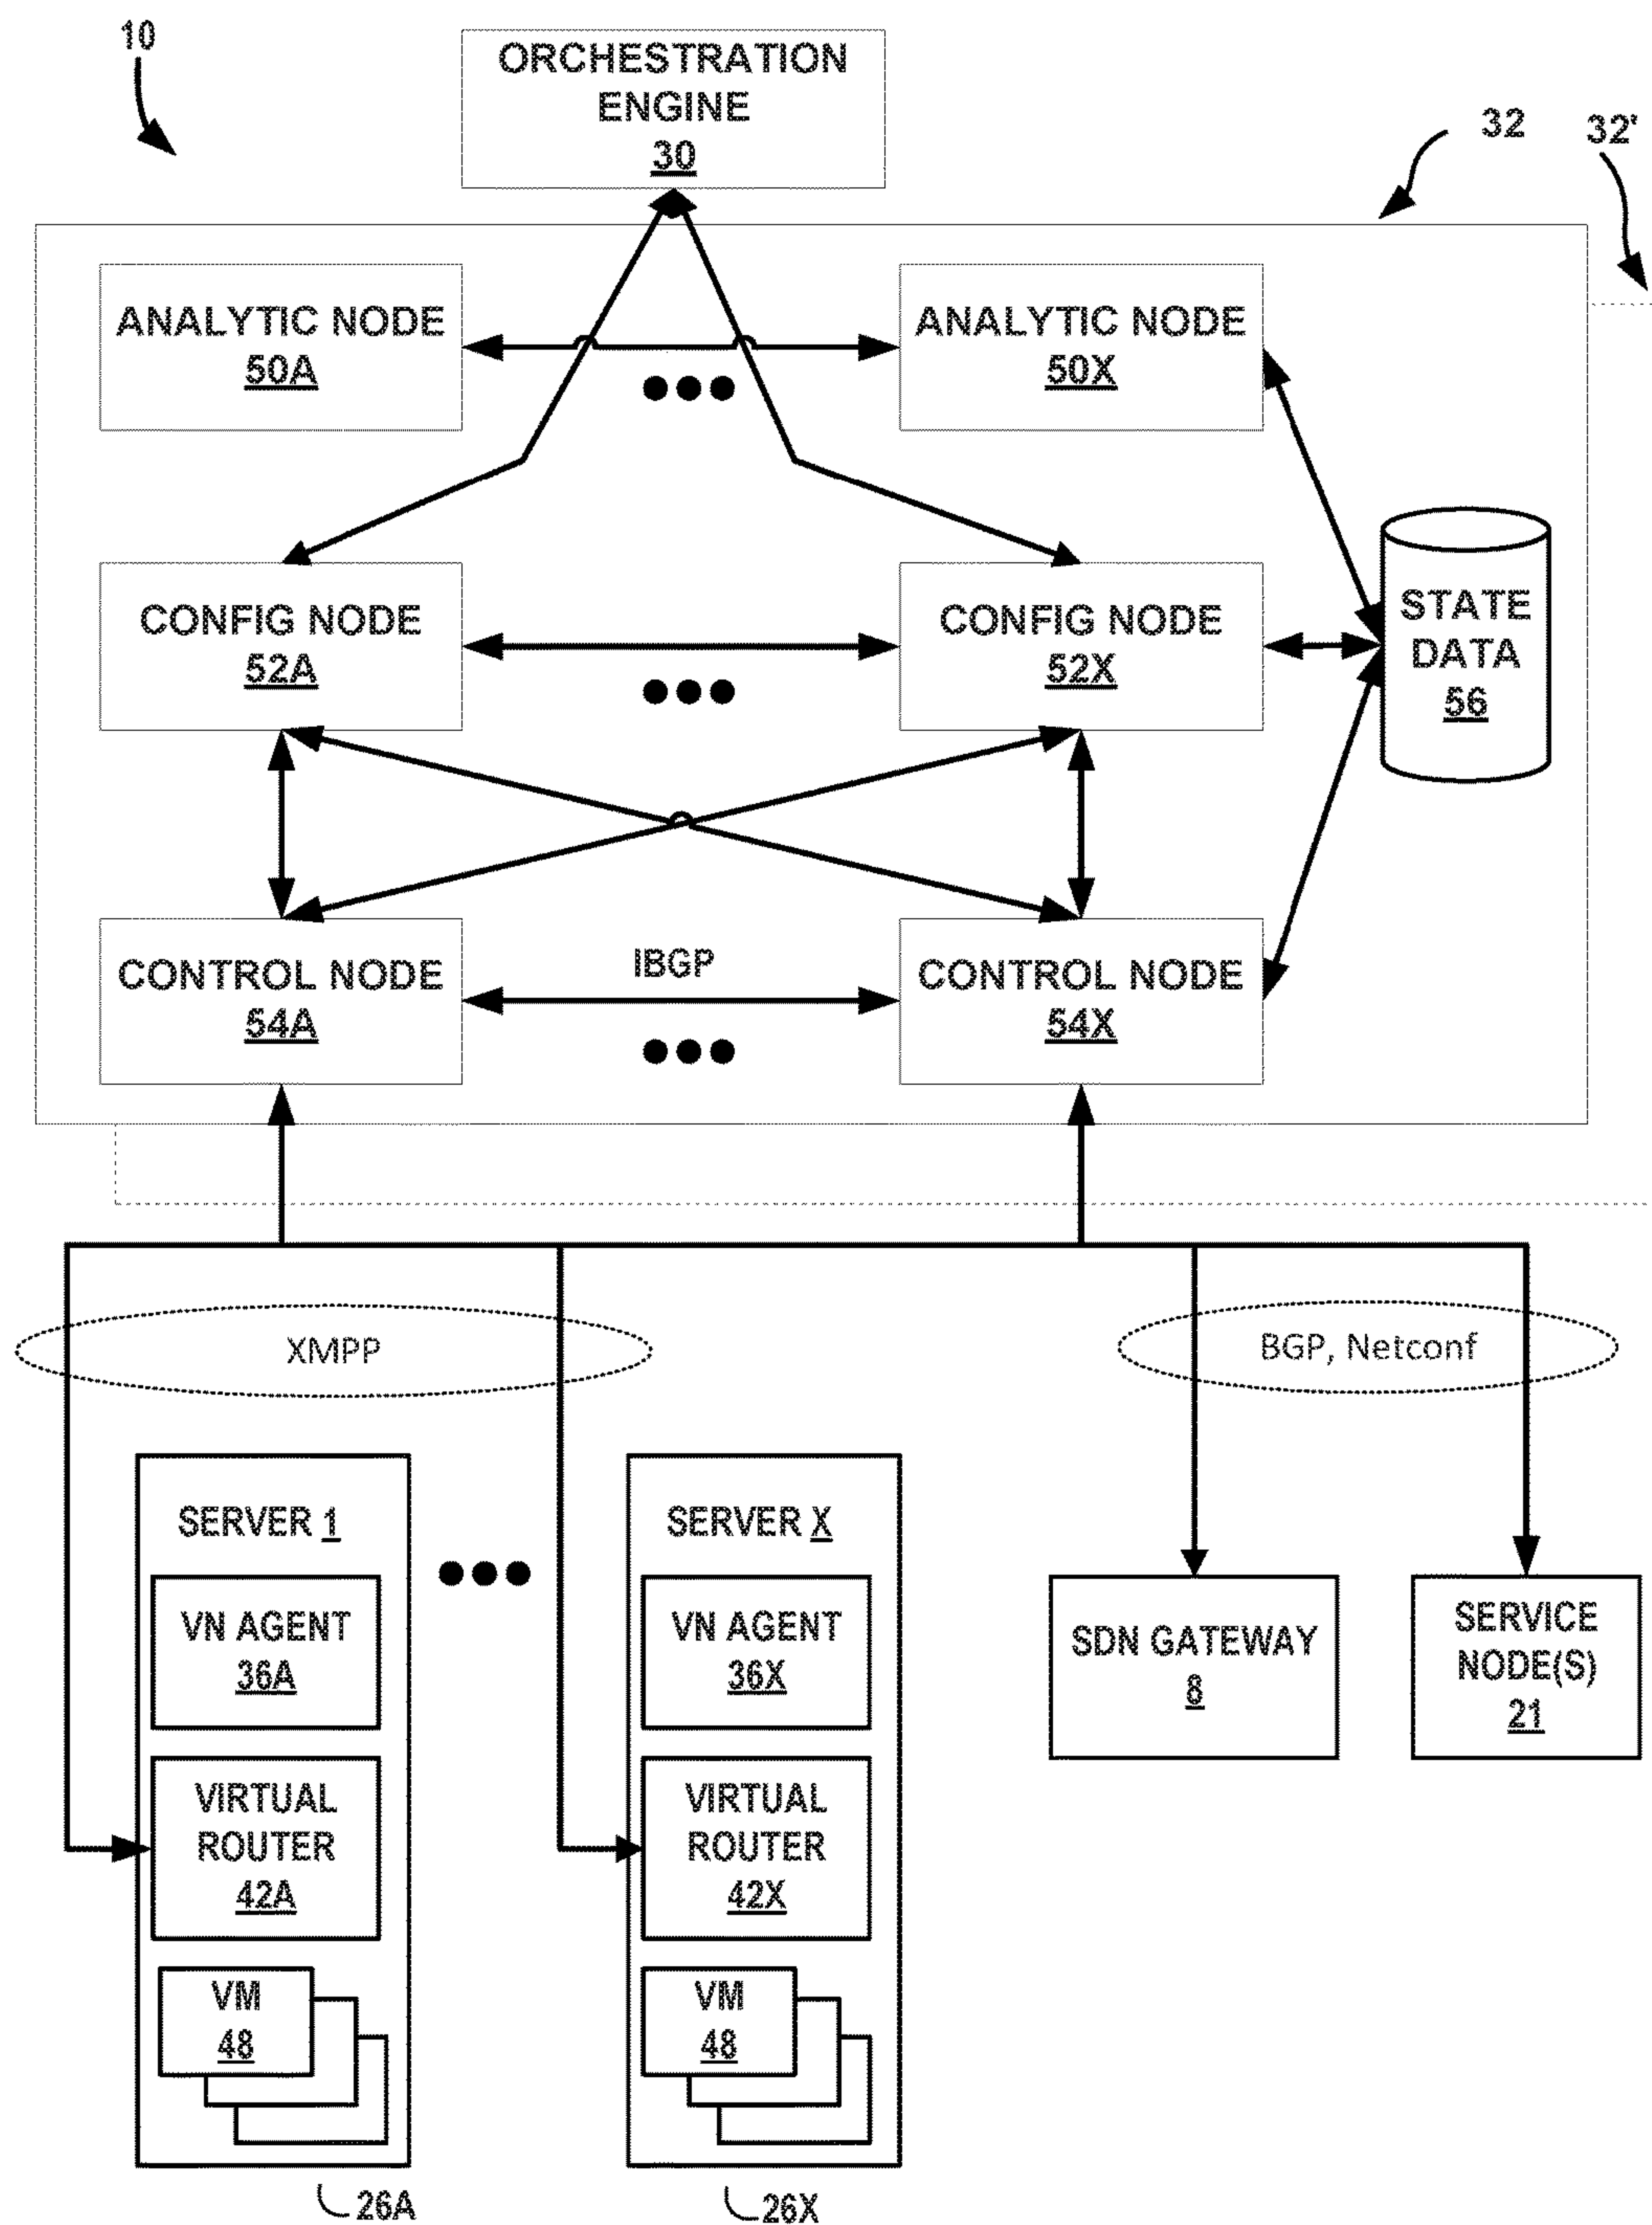 10
ORCHESTRATION
ENGINE
30
32
32'
ANALYTIC NODE
50A
ANALYTIC NODE
50X
CONFIG NODE
52A
CONFIG NODE
52X
STATE
DATA
56
CONTROL NODE
54A
IBGP
CONTROL NODE
54X
XMPP
BGP, Netconf
SERVER 1
VN AGENT
36A
VIRTUAL
ROUTER
42A
VM
48
26A
SERVER X
VN AGENT
36X
VIRTUAL
ROUTER
42X
VM
48
26X
SDN GATEWAY
8
SERVICE
NODE(S)
21